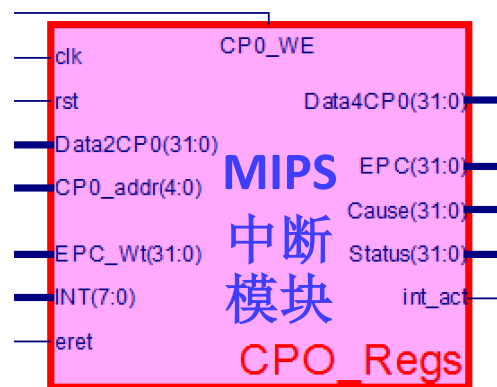 CP0_WE
clk
rst
Data2CP0(31:0)
CP0_addr(4:0)
EPC_Wt(31:0)
INT(7:0)
eret
MIPS
中断
模块
Data4CP0(31:0)
EPC(31:0)
Cause(31:0)
Status(31:0)
int_act
CPO_Regs